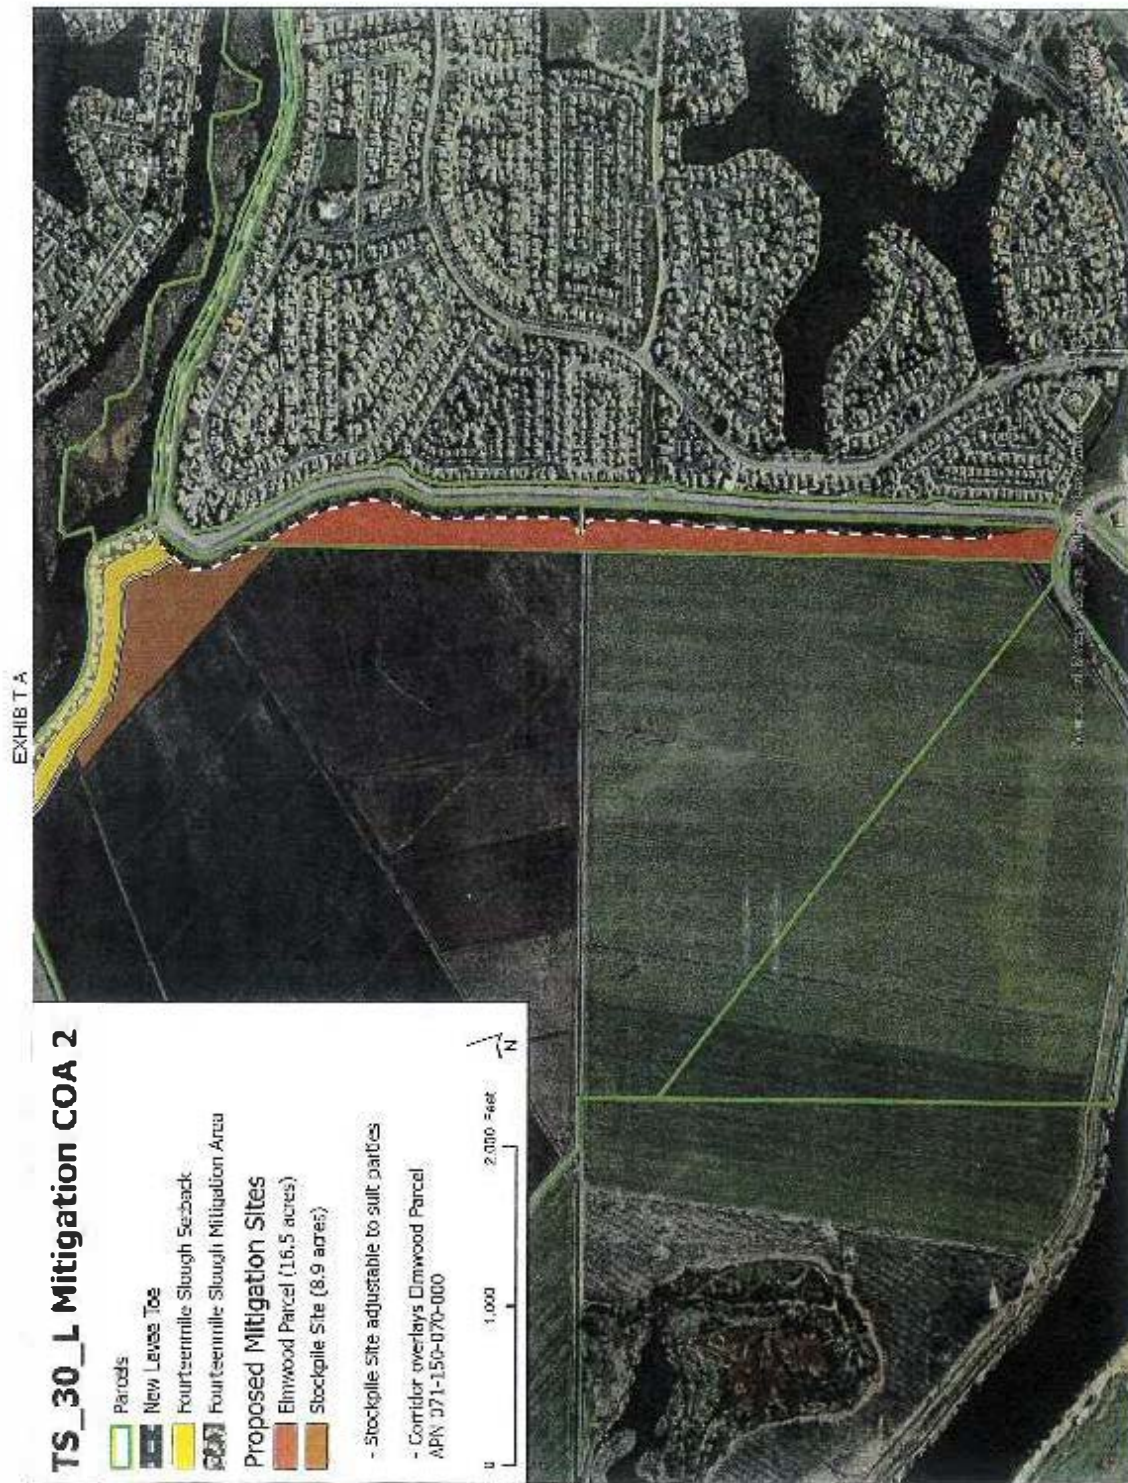 EXHIBIT A
TS_30_L Mitigation COA 2
Parcels
New Levee Toe
Fourteenmile Slough Setback
Fourteenmile Slough Mitigation Area
Proposed Mitigation Sites
Elmwood Parcel (16.5 acres)
Stockpile Site (8.9 acres)
- Stockpile Site adjustable to suit parties
- Corridor overlays Elmwood Parcel
APN 071-150-070-000
0 1,000 2,000 Feet
N